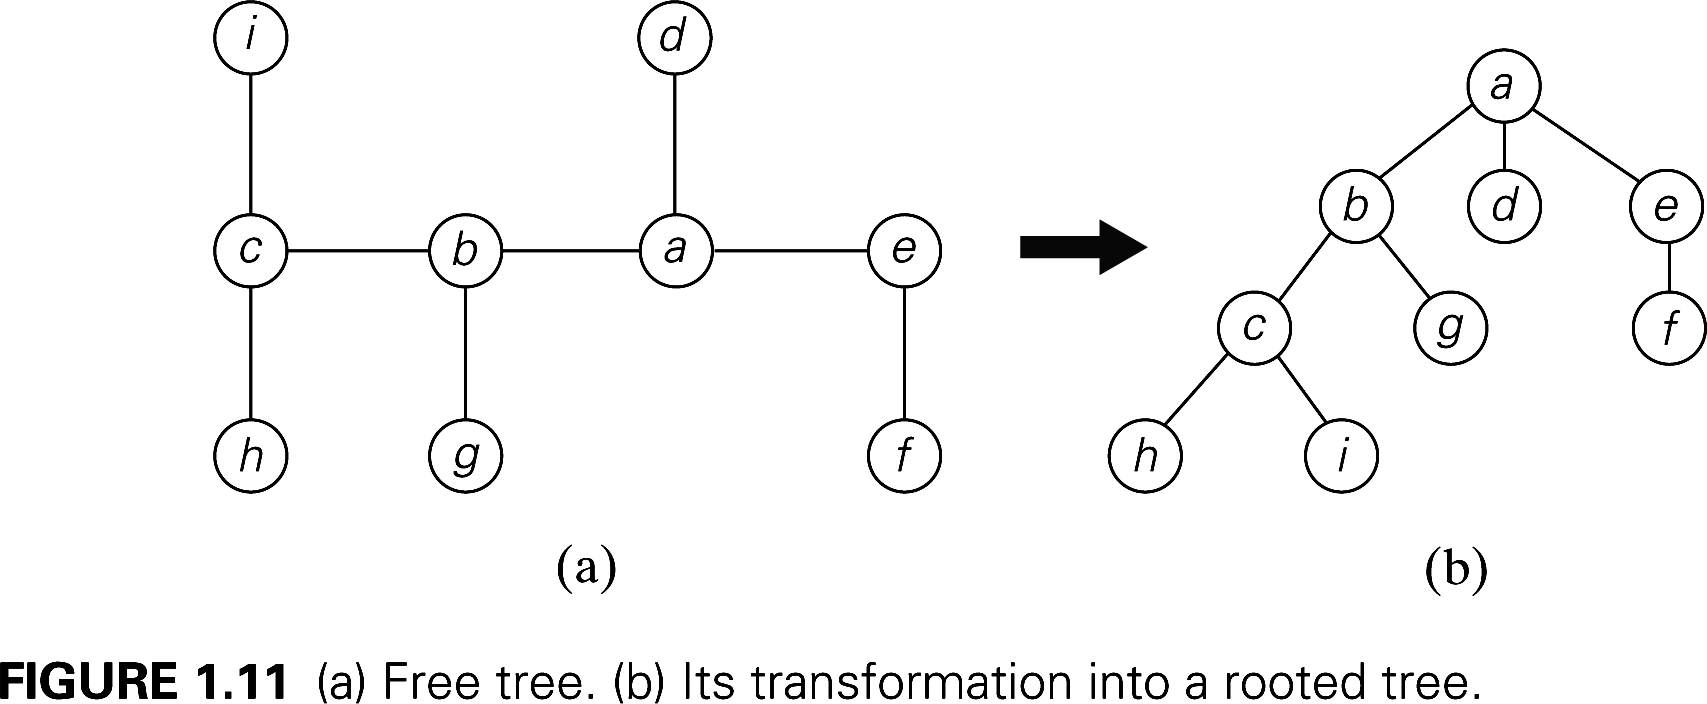 i d
a
b d e
c b a e
c g f
h g f
h i
(a) (b)
FIGURE 1.11 (a) Free tree. (b) Its transformation into a rooted tree.